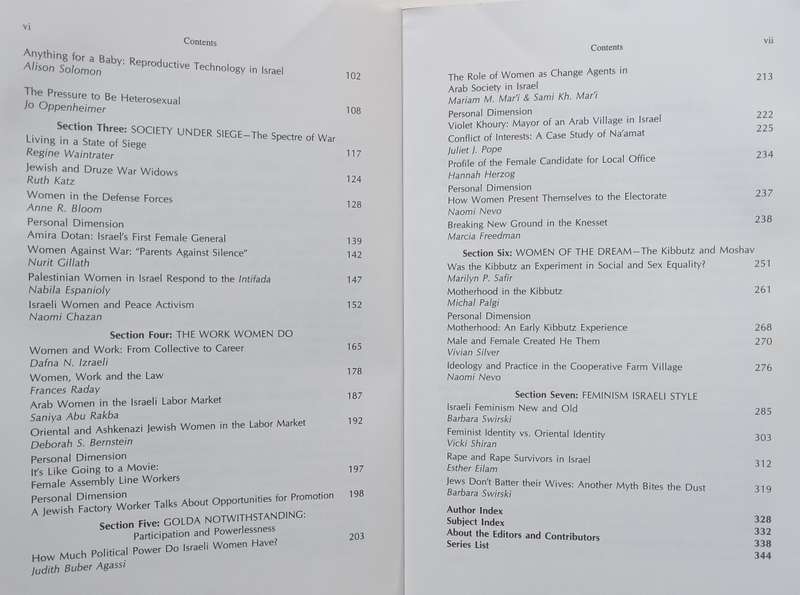 vi
Contents
Anything for a Baby: Reproductive Technology in Israel
Alison Solomon 102
The Pressure to Be Heterosexual
Jo Oppenheimer 108
Section Three: SOCIETY UNDER SIEGE—The Spectre of War
Living in a State of Siege
Regine Waintrater 117
Jewish and Druze War Widows
Ruth Katz 124
Women in the Defense Forces
Anne R. Bloom 128
Personal Dimension
Amira Dotan: Israel's First Female General 139
Women Against War: "Parents Against Silence" 142
Nurit Gillath
Palestinian Women in Israel Respond to the Intifada 147
Nabila Espanioly
Israeli Women and Peace Activism 152
Naomi Chazan
Section Four: THE WORK WOMEN DO
Women and Work: From Collective to Career 165
Dafna N. Izraeli
Women, Work and the Law 178
Frances Raday
Arab Women in the Israeli Labor Market 187
Saniya Abu Rakba
Oriental and Ashkenazi Jewish Women in the Labor Market 192
Deborah S. Bernstein
Personal Dimension
It's Like Going to a Movie:
Female Assembly Line Workers 197
Personal Dimension
A Jewish Factory Worker Talks About Opportunities for Promotion 198
Section Five: GOLDA NOTWITHSTANDING:
Participation and Powerlessness
How Much Political Power Do Israeli Women Have? 203
Judith Buber Agassi
vii
Contents
The Role of Women as Change Agents in
Arab Society in Israel 213
Mariam M. Mar'i & Sami Kh. Mar'i
Personal Dimension
Violet Khoury: Mayor of an Arab Village in Israel 222
Conflict of Interests: A Case Study of Na'amat 225
Juliet J. Pope
Profile of the Female Candidate for Local Office 234
Hannah Herzog
Personal Dimension
How Women Present Themselves to the Electorate 237
Naomi Nevo
Breaking New Ground in the Knesset 238
Marcia Freedman
Section Six: WOMEN OF THE DREAM—The Kibbutz and Moshav
Was the Kibbutz an Experiment in Social and Sex Equality? 251
Marilyn P. Safir
Motherhood in the Kibbutz 261
Michal Palgi
Personal Dimension
Motherhood: An Early Kibbutz Experience 268
Male and Female Created He Them 270
Vivian Silver
Ideology and Practice in the Cooperative Farm Village 276
Naomi Nevo
Section Seven: FEMINISM ISRAELI STYLE
Israeli Feminism New and Old 285
Barbara Swirski
Feminist Identity vs. Oriental Identity 303
Vicki Shiran
Rape and Rape Survivors in Israel 312
Esther Eilam
Jews Don't Batter their Wives: Another Myth Bites the Dust 319
Barbara Swirski
Author Index 328
Subject Index 332
About the Editors and Contributors 338
Series List 344